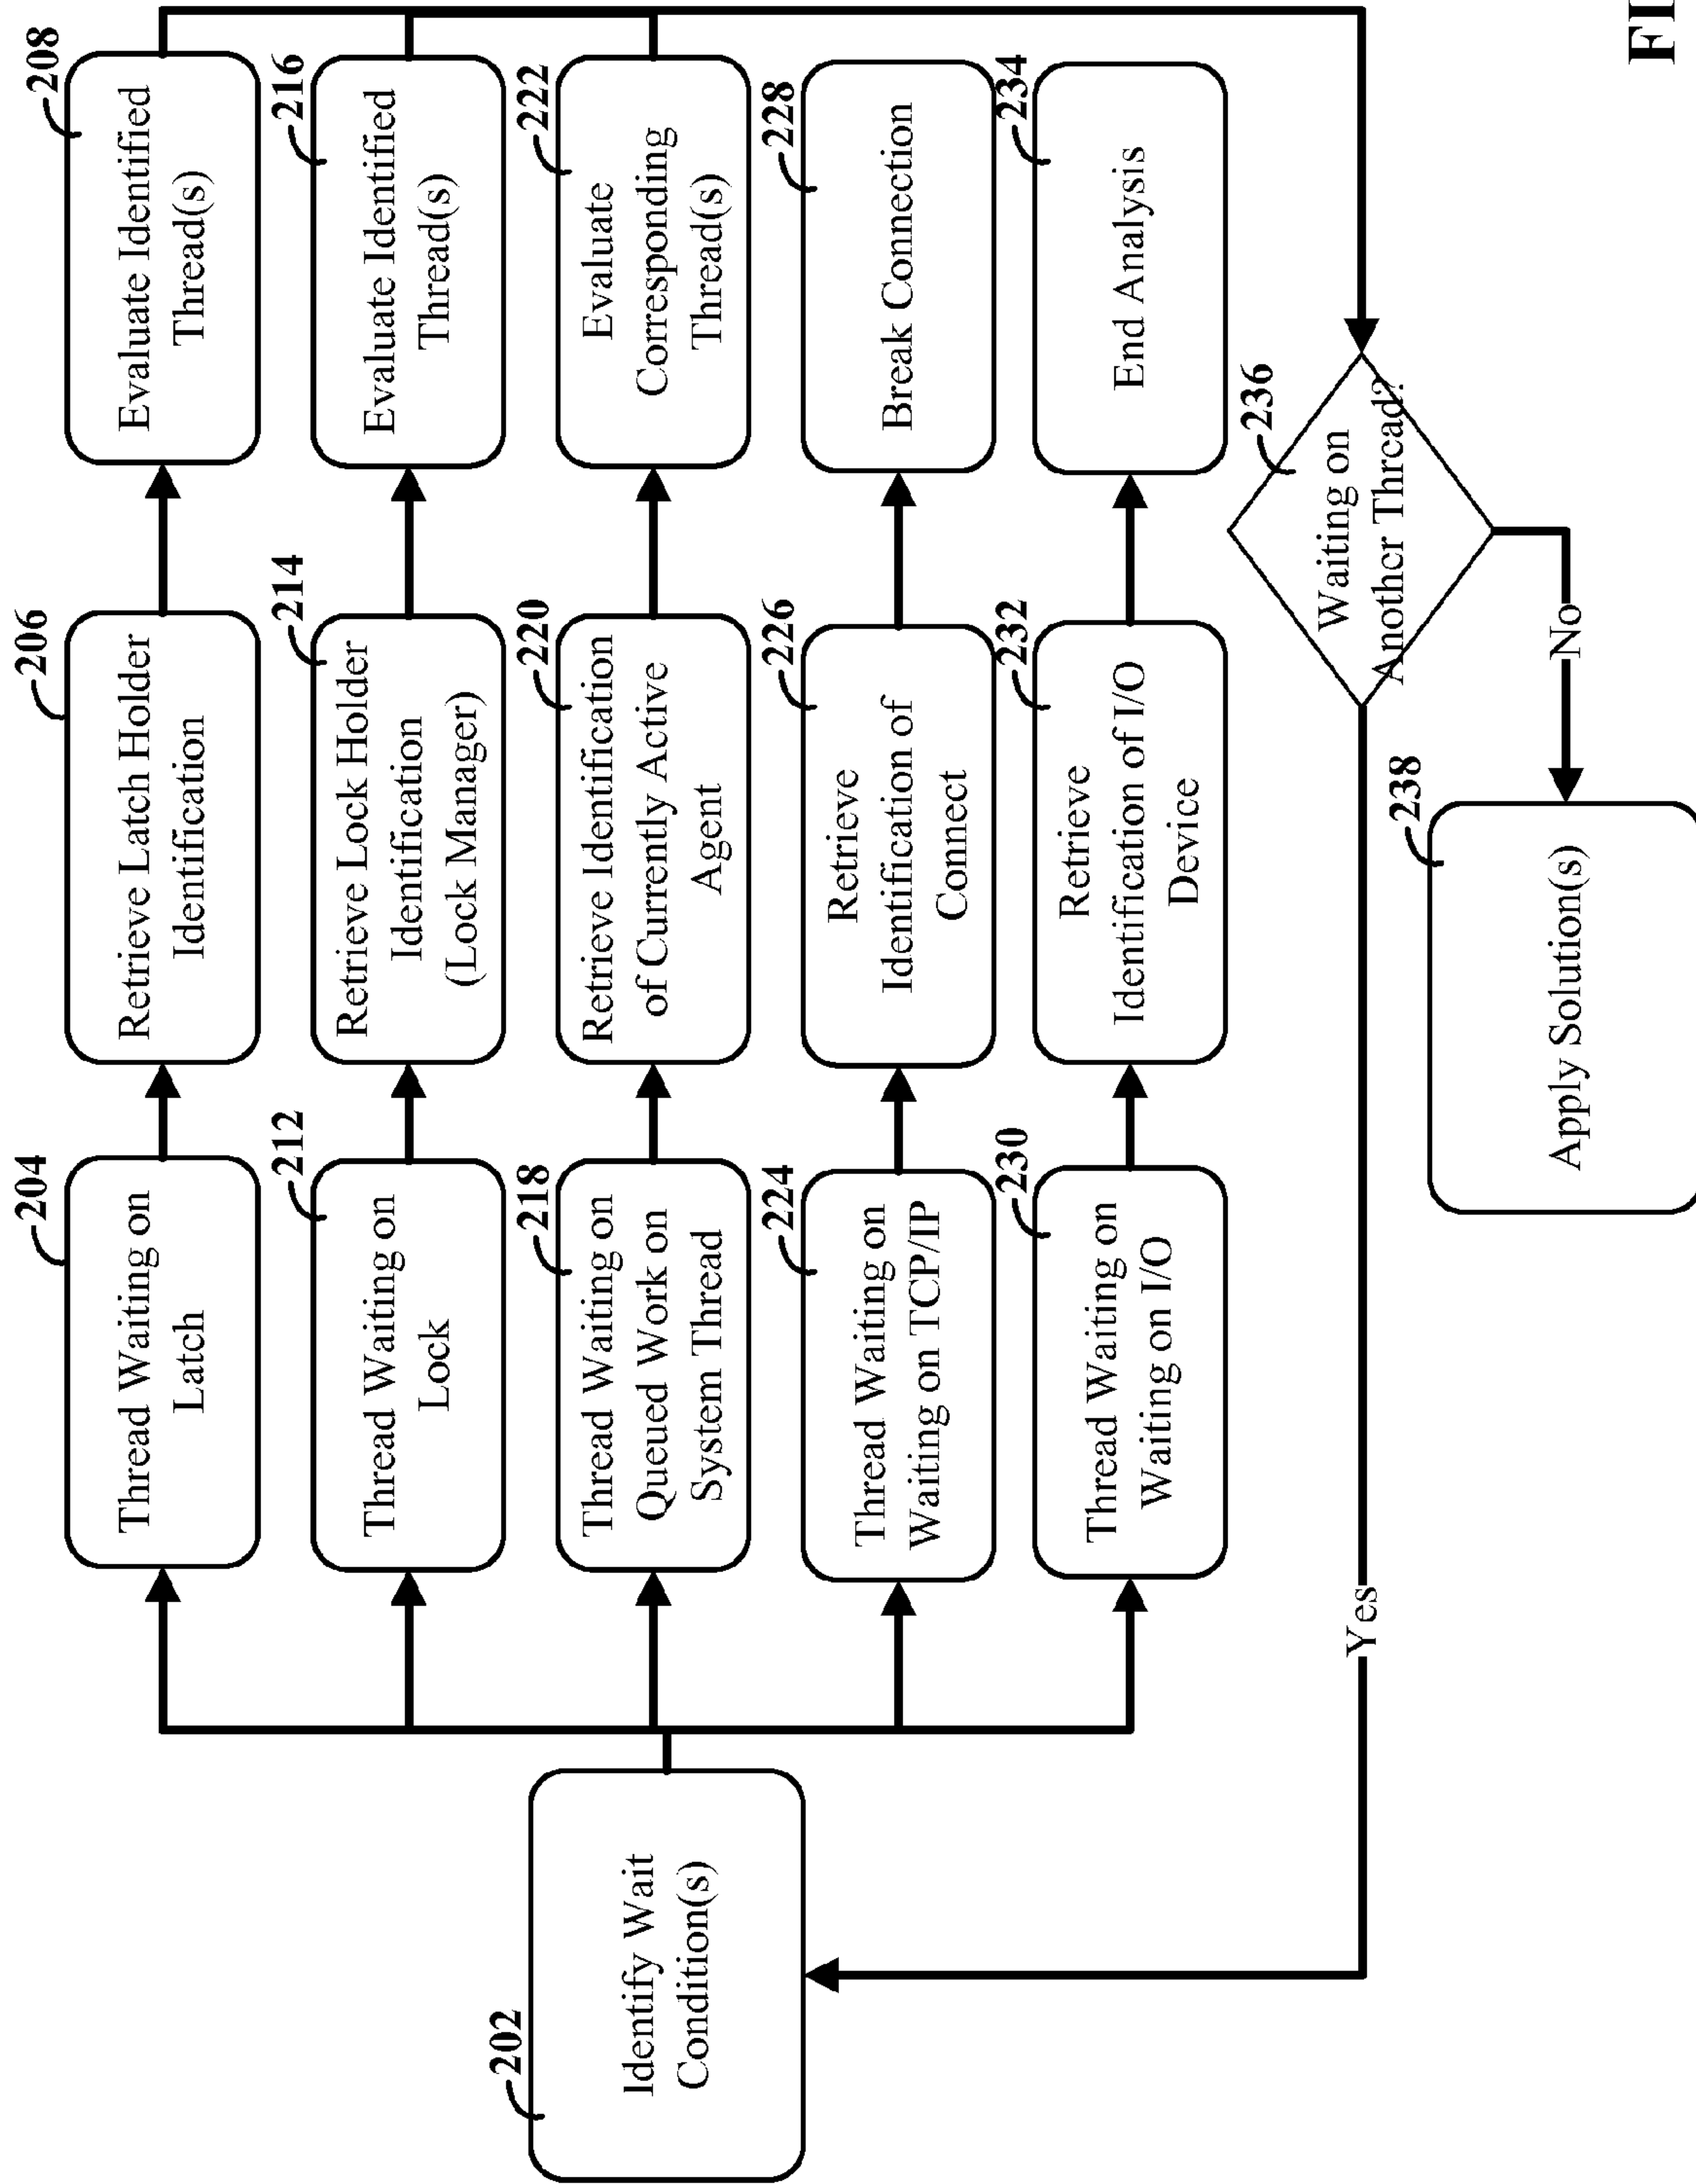 202
Identify Wait
Condition(s)
204
Thread Waiting on
Latch
206
Retrieve Latch Holder
Identification
208
Evaluate Identified
Thread(s)
212
Thread Waiting on
Lock
214
Retrieve Lock Holder
Identification
(Lock Manager)
216
Evaluate Identified
Thread(s)
218
Thread Waiting on
Queued Work on
System Thread
220
Retrieve Identification
of Currently Active
Agent
222
Evaluate
Corresponding
Thread(s)
224
Thread Waiting on
Waiting on TCP/IP
226
Retrieve
Identification of
Connect
228
Break Connection
230
Thread Waiting on
Waiting on I/O
232
Retrieve
Identification of I/O
Device
234
End Analysis
236
Waiting on
Another Thread?
Yes
No
238
Apply Solution(s)
FI